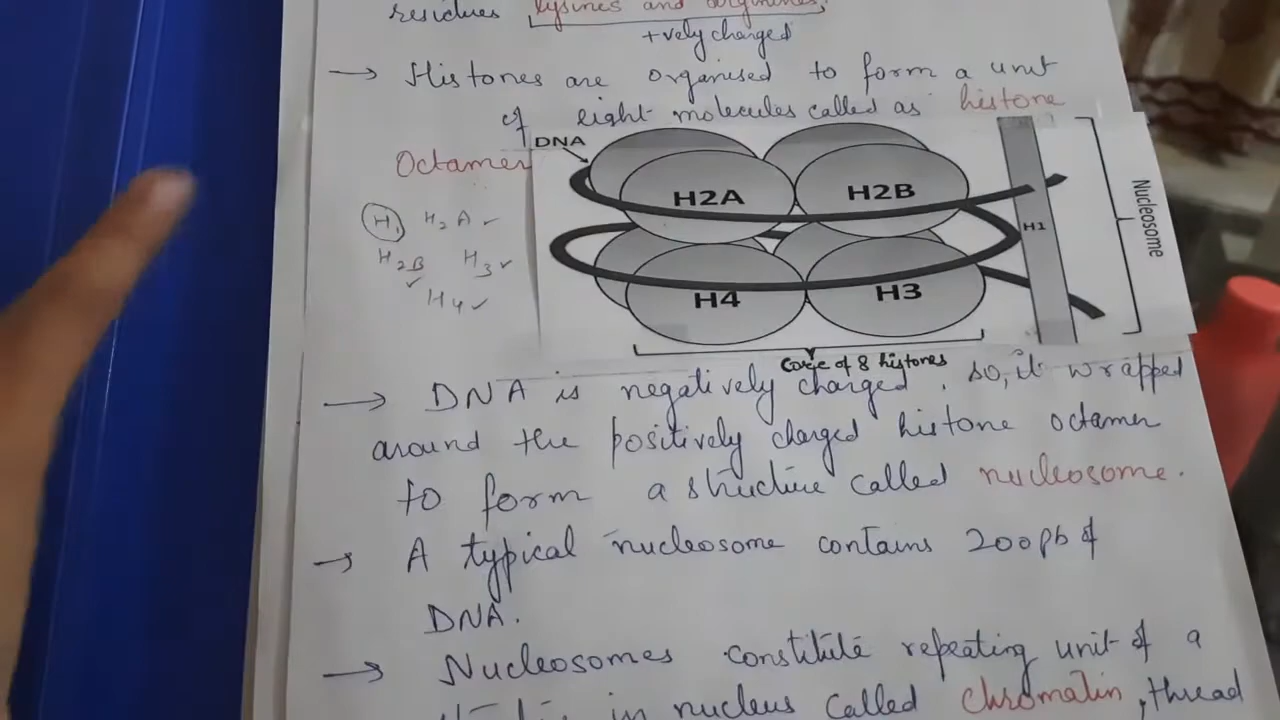 residues lysines and arginines,
+vely charged
→ Histones are organised to form a unit
of eight molecules called as histone
Octamer
DNA
H2A
H2B
H1
Nucleosome
H4
H3
H1 H2A ✓
H2B ✓ H3 ✓
H4 ✓
Core of 8 histones
→ DNA is negatively charged. so, it wrapped
around the positively charged histone octamer
to form a structure called nucleosome.
→ A typical nucleosome contains 200pb of
DNA.
→ Nucleosomes constitute repeating unit of a
in nucleus called chromatin, thread